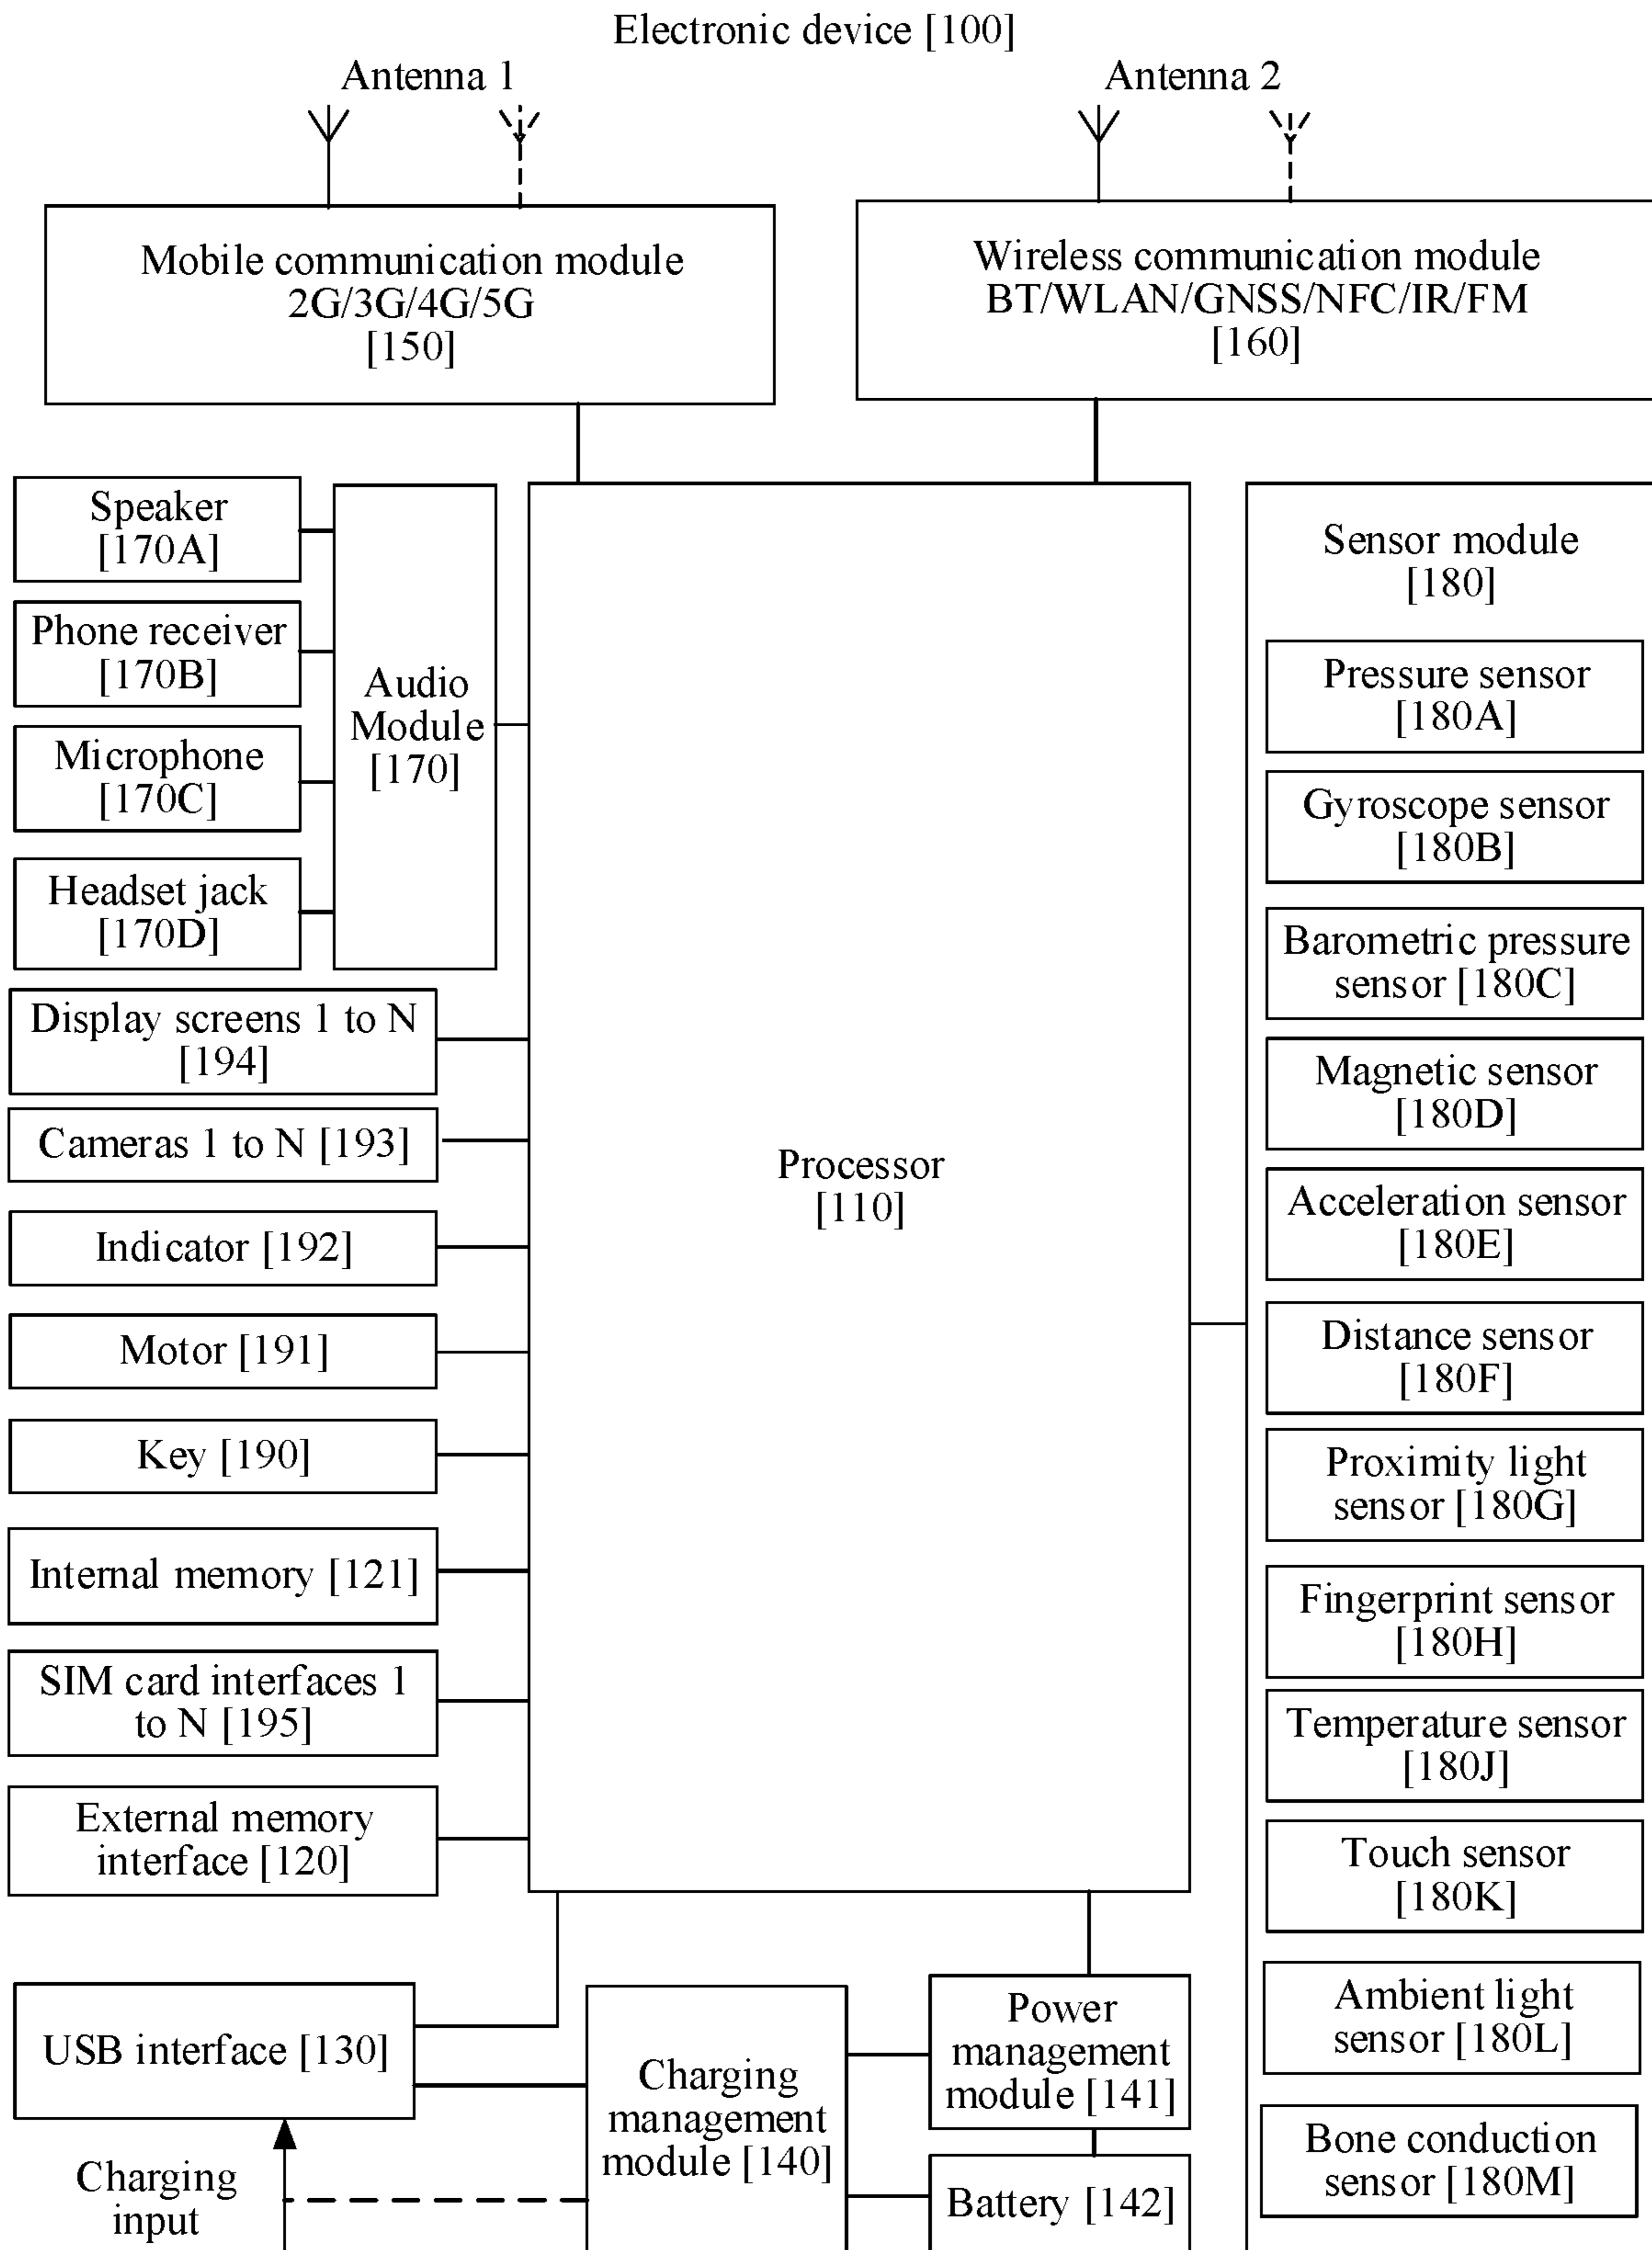 Electronic device [100]
Antenna 1
Antenna 2
Mobile communication module
2G/3G/4G/5G
[150]
Wireless communication module
BT/WLAN/GNSS/NFC/IR/FM
[160]
Speaker
[170A]
Phone receiver
[170B]
Microphone
[170C]
Headset jack
[170D]
Audio
Module
[170]
Display screens 1 to N
[194]
Cameras 1 to N [193]
Indicator [192]
Motor [191]
Key [190]
Internal memory [121]
SIM card interfaces 1
to N [195]
External memory
interface [120]
Processor
[110]
Sensor module
[180]
Pressure sensor
[180A]
Gyroscope sensor
[180B]
Barometric pressure
sensor [180C]
Magnetic sensor
[180D]
Acceleration sensor
[180E]
Distance sensor
[180F]
Proximity light
sensor [180G]
Fingerprint sensor
[180H]
Temperature sensor
[180J]
Touch sensor
[180K]
Ambient light
sensor [180L]
Bone conduction
sensor [180M]
USB interface [130]
Charging
input
Charging
management
module [140]
Power
management
module [141]
Battery [142]